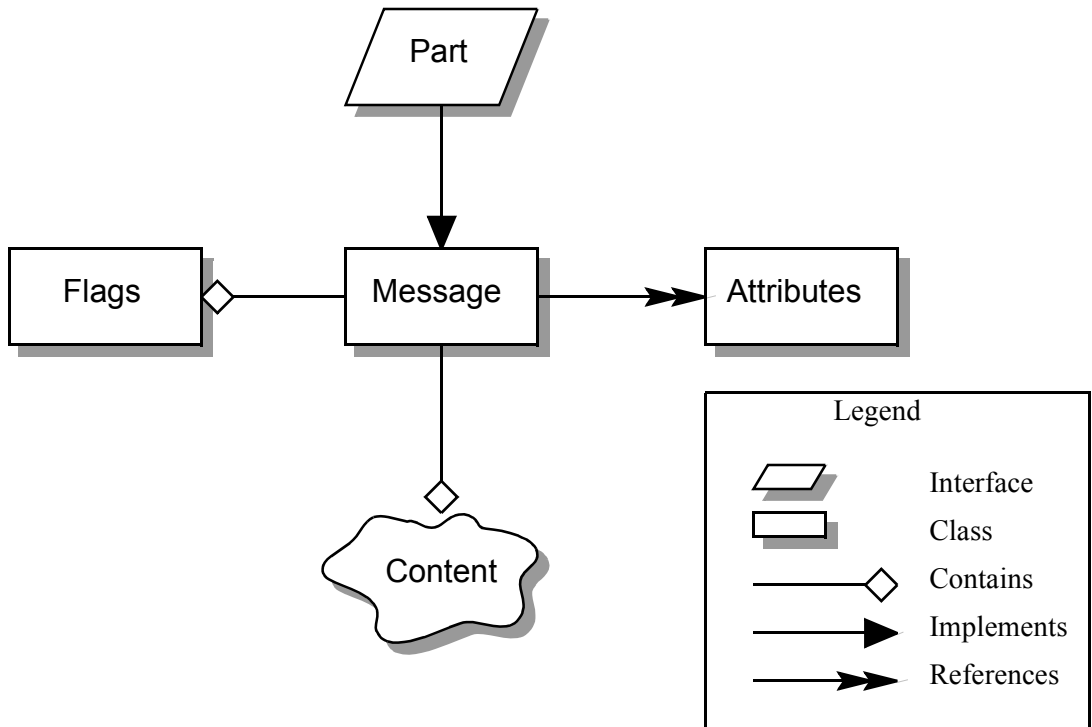 Part
Flags
Message
Attributes
Content
Legend
Interface
Class
Contains
Implements
References